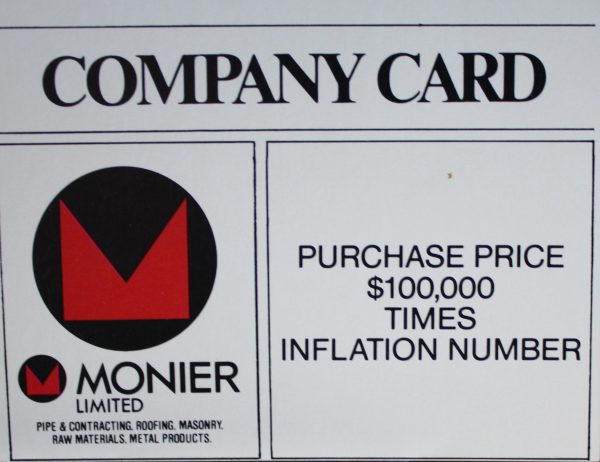 COMPANY CARD
MONIER
LIMITED
PIPE & CONTRACTING. ROOFING. MASONRY.
RAW MATERIALS. METAL PRODUCTS.
PURCHASE PRICE
$100,000
TIMES
INFLATION NUMBER